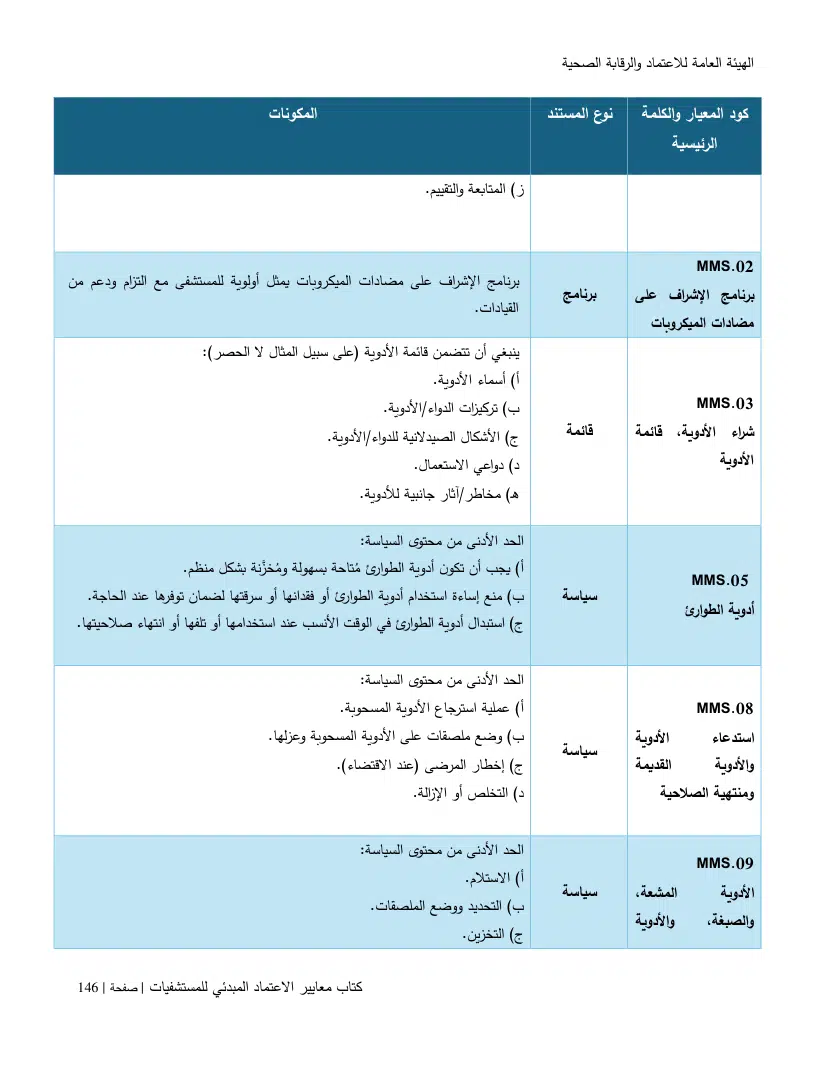 الهيئة العامة للاعتماد والرقابة الصحية
كود المعيار والكلمة
الرئيسية
نوع المستند
المكونات
ز) المتابعة والتقييم.
MMS.02
برنامج الإشراف على
مضادات الميكروبات
برنامج
برنامج الإشراف على مضادات الميكروبات يمثل أولوية للمستشفى مع التزام ودعم من
القيادات.
MMS.03
شراء الأدوية، قائمة
الأدوية
قائمة
ينبغي أن تتضمن قائمة الأدوية (على سبيل المثال لا الحصر):
أ) أسماء الأدوية.
ب) تركيزات الدواء/الأدوية.
ج) الأشكال الصيدلانية للدواء/الأدوية.
د) دواعي الاستعمال.
ه) مخاطر/آثار جانبية للأدوية.
MMS.05
أدوية الطوارئ
سياسة
الحد الأدنى من محتوى السياسة:
أ) يجب أن تكون أدوية الطوارئ مُتاحة بسهولة ومُخزَّنة بشكل منظم.
ب) منع إساءة استخدام أدوية الطوارئ أو فقدانها أو سرقتها لضمان توفرها عند الحاجة.
ج) استبدال أدوية الطوارئ في الوقت الأنسب عند استخدامها أو تلفها أو انتهاء صلاحيتها.
MMS.08
استدعاء الأدوية
والأدوية القديمة
ومنتهية الصلاحية
سياسة
الحد الأدنى من محتوى السياسة:
أ) عملية استرجاع الأدوية المسحوبة.
ب) وضع ملصقات على الأدوية المسحوبة وعزلها.
ج) إخطار المرضى (عند الاقتضاء).
د) التخلص أو الإزالة.
MMS.09
الأدوية المشعة،
والصبغة، والأدوية
سياسة
الحد الأدنى من محتوى السياسة:
أ) الاستلام.
ب) التحديد ووضع الملصقات.
ج) التخزين.
كتاب معايير الاعتماد المبدئي للمستشفيات | صفحة | 146